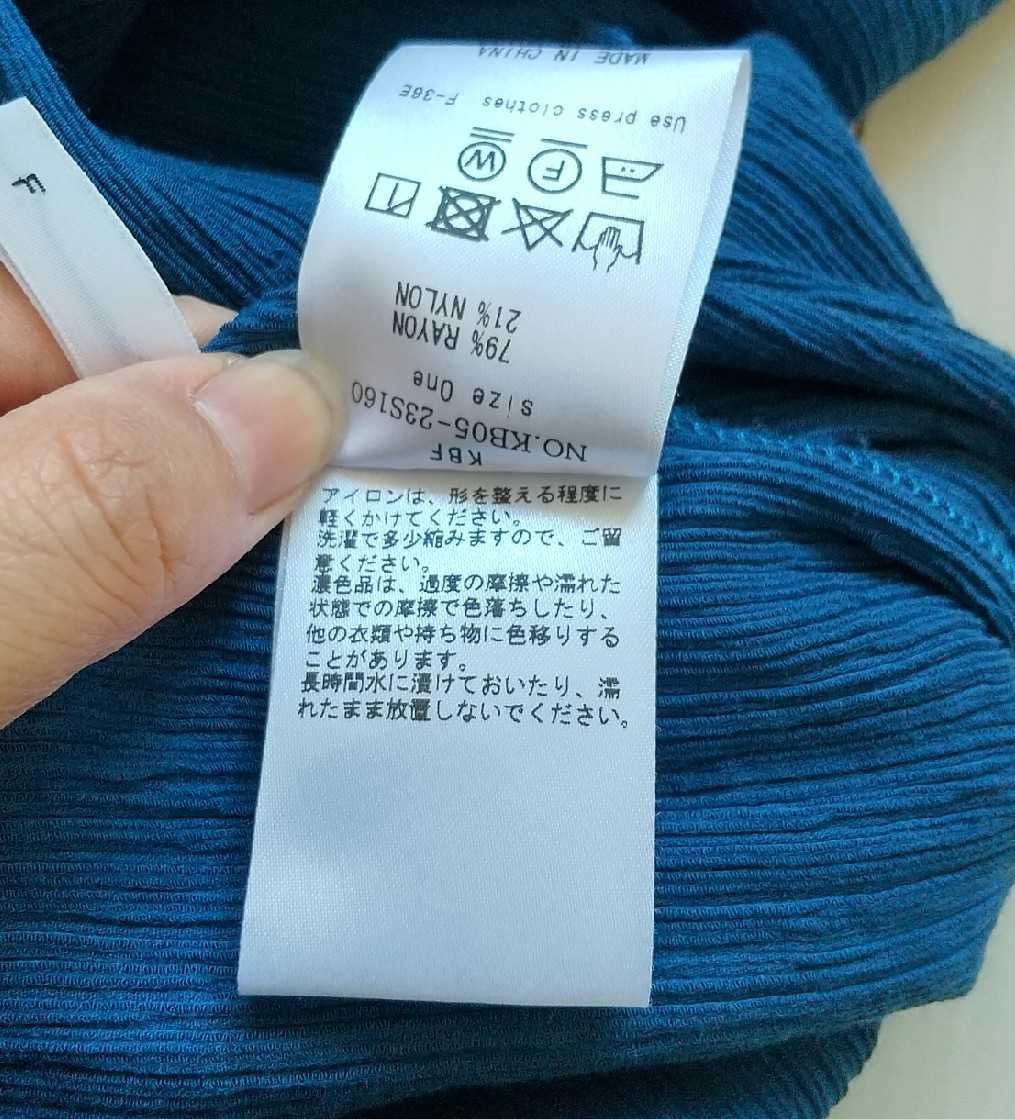 MADE IN CHINA
Use press clothes F-36E
F
W
79% RAYON
21% NYLON
size One
NO.KB05-23S160
KBF
アイロンは、形を整える程度に
軽くかけてください。
洗濯で多少縮みますので、ご留
意ください。
濃色品は、過度の摩擦や濡れた
状態での摩擦で色落ちしたり、
他の衣類や持ち物に色移りする
ことがあります。
長時間水に漬けておいたり、濡
れたまま放置しないでください。